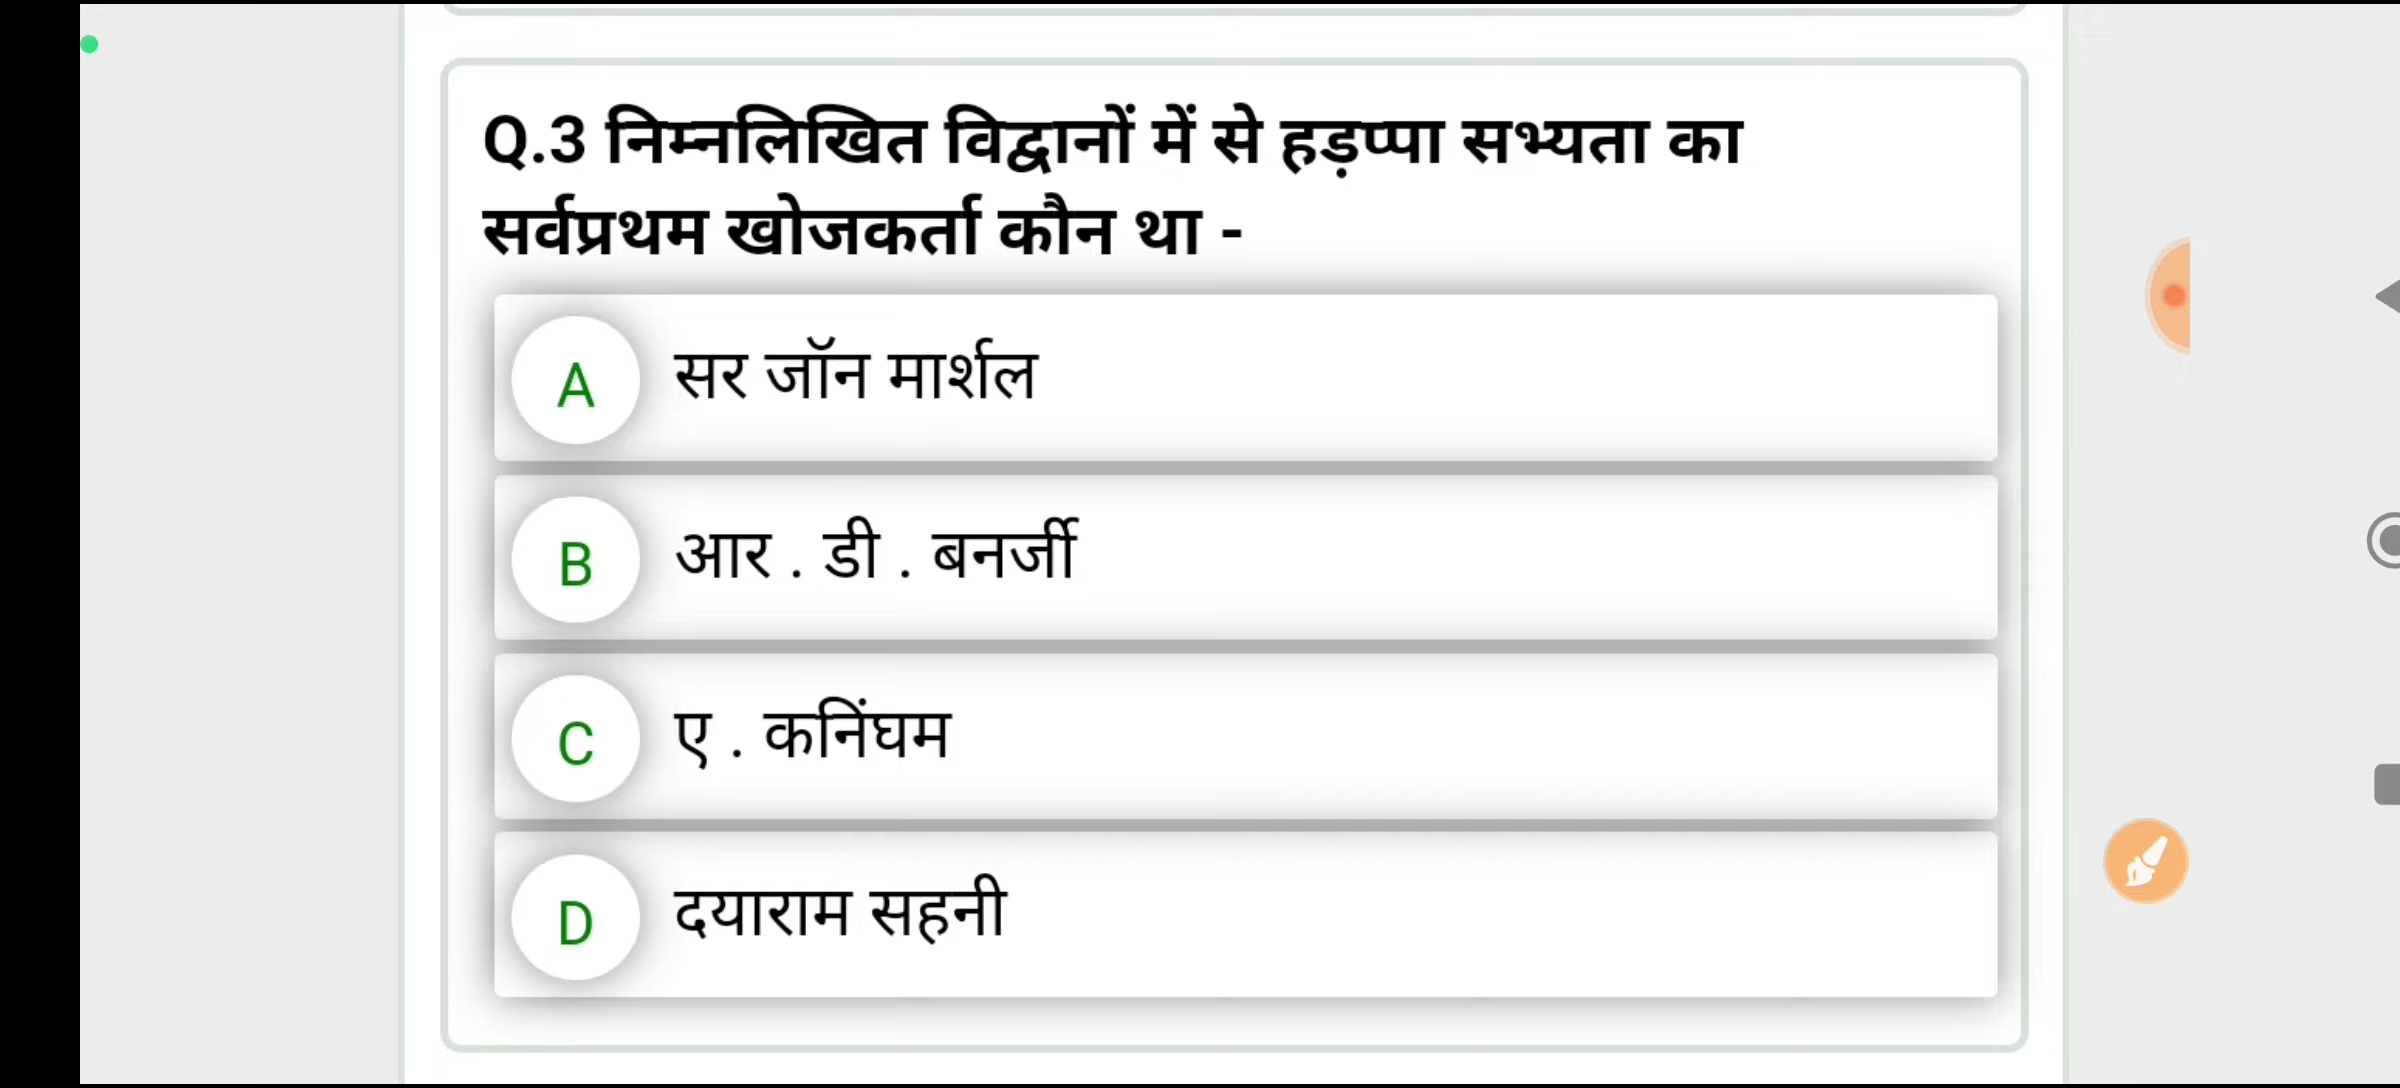 Q.3 निम्नलिखित विद्वानों में से हड़प्पा सभ्यता का
सर्वप्रथम खोजकर्ता कौन था -
A सर जॉन मार्शल
B आर . डी . बनर्जी
C ए . कनिंघम
D दयाराम सहनी